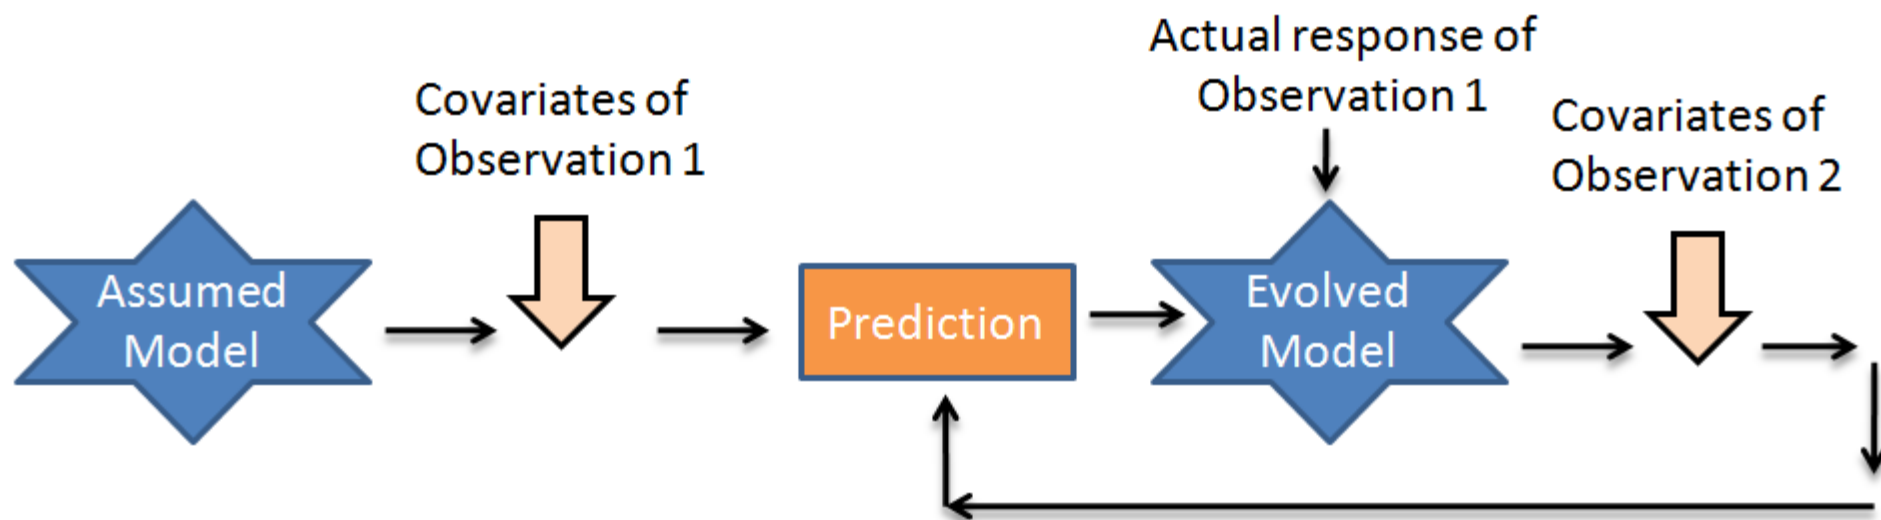 Covariates of
Observation 1
Assumed
Model
Prediction
Actual response of
Observation 1
Evolved
Model
Covariates of
Observation 2